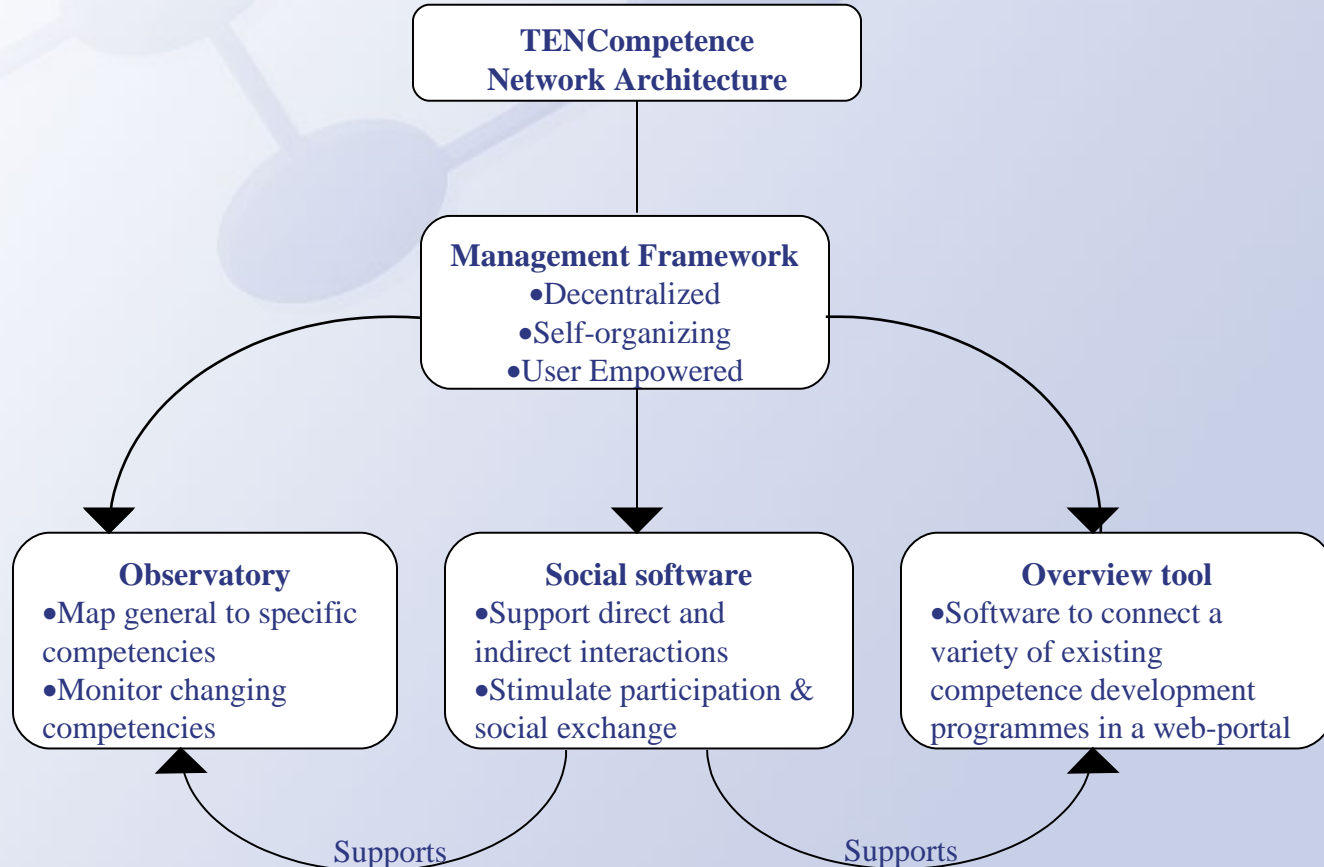 TENCompetence
Network Architecture
Management Framework
•Decentralized
•Self-organizing
•User Empowered
Observatory
•Map general to specific
competencies
•Monitor changing
competencies
Social software
•Support direct and
indirect interactions
•Stimulate participation &
social exchange
Overview tool
•Software to connect a
variety of existing
competence development
programmes in a web-portal
Supports
Supports